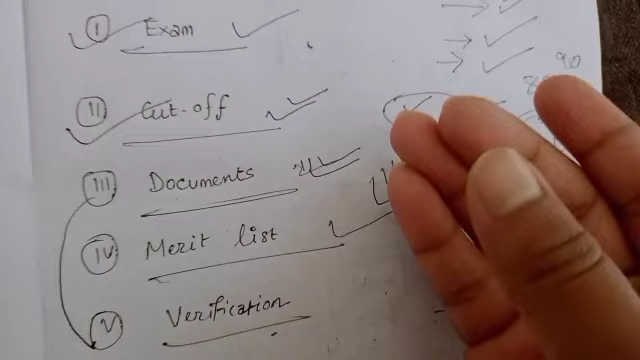 I Exam
II Cut-off
III Documents
IV Merit list
V Verification
90